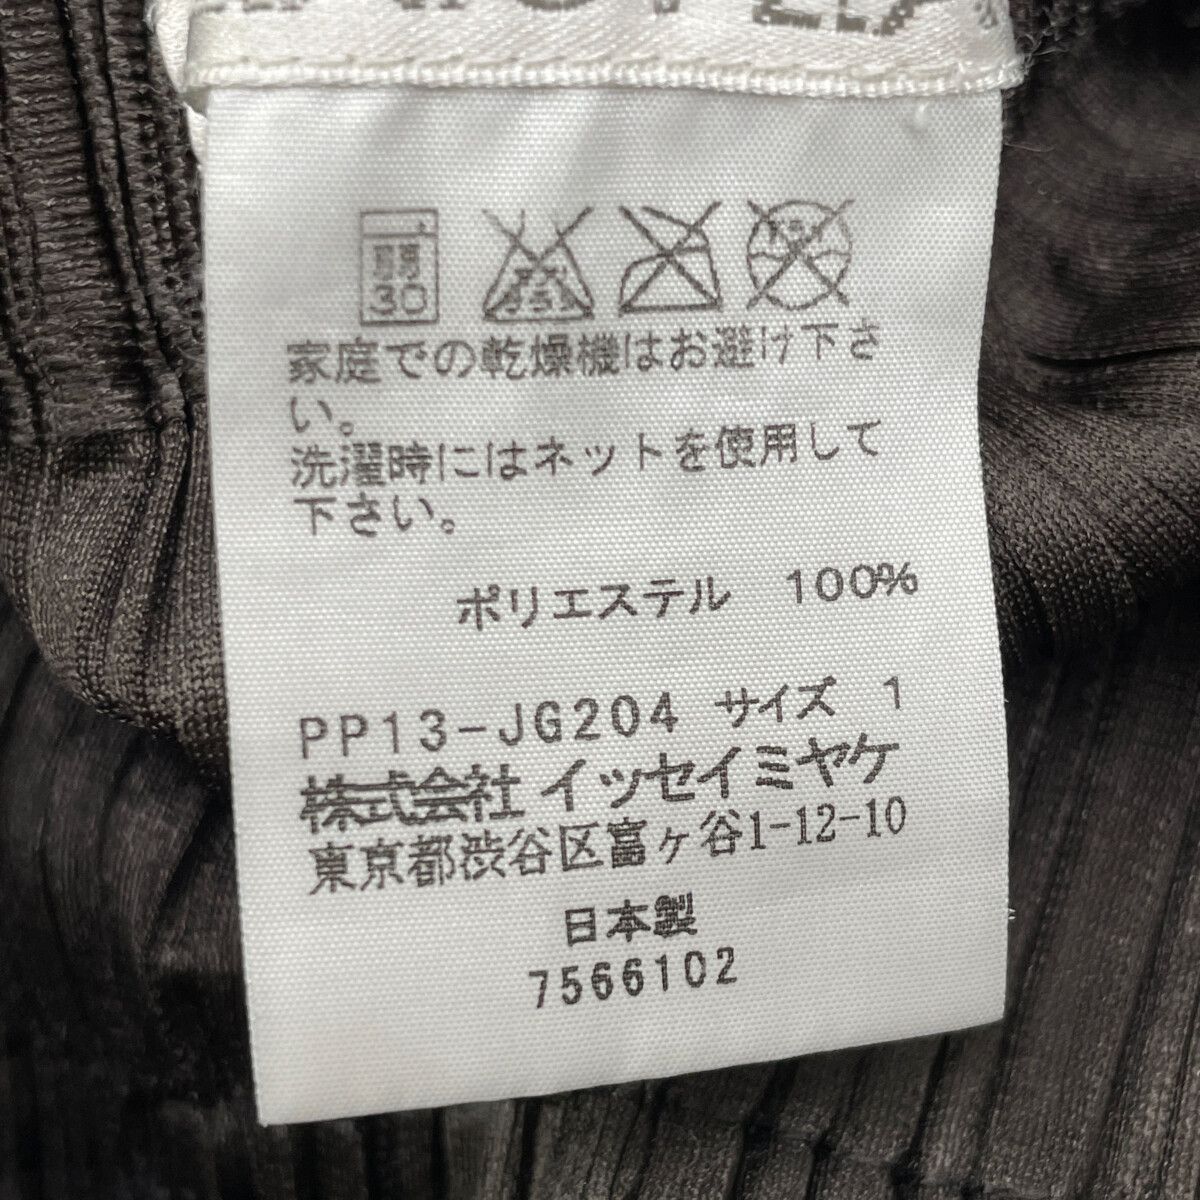 弱
30
家庭での乾燥機はお避け下さ
い。
洗濯時にはネットを使用して
下さい。
ポリエステル 100%
PP13-JG204 サイズ 1
株式会社 イッセイミヤケ
東京都渋谷区富ヶ谷1-12-10
日本製
7566102